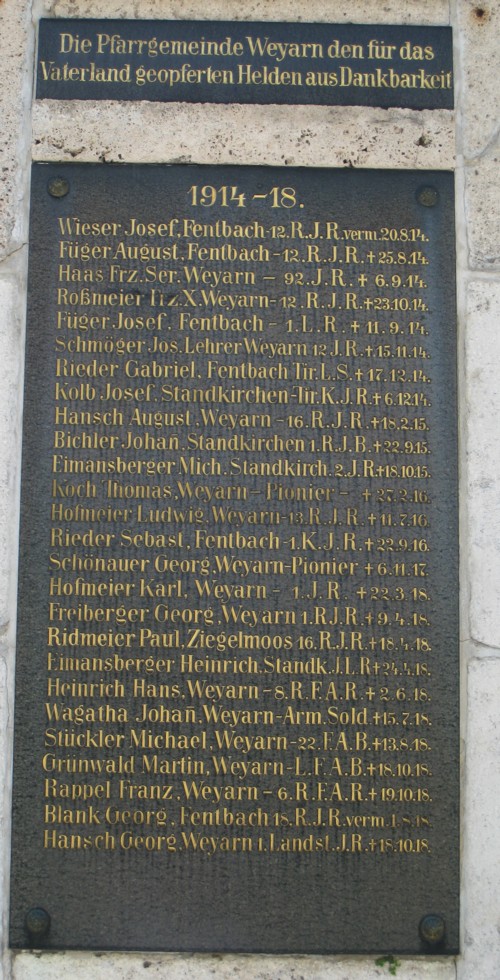 Die Pfarrgemeinde Weyarn den für das
Vaterland geopferten Helden aus Dankbarkeit
1914-18.
Wieser Josef, Fentbach-12.R.J.R.verm.20.8.14.
Füger August, Fentbach - 12.R.J.R.+25.8.14.
Haas Frz.Ser.Weyarn - 92.J.R.+6.9.14.
Roßmeier Frz.X.Weyarn-12.R.J.R.+23.10.14.
Füger Josef, Fentbach - 1.L.R.+11.9.14.
Schmöger Jos.Lehrer Weyarn 12 J.R.+15.11.14.
Rieder Gabriel, Fentbach Tir.L.S.+17.12.14.
Kolb Josef, Standkirchen-Tir.K.J.R.+6.12.14.
Hansch August, Weyarn - 16.R.J.R.+18.2.15.
Bichler Johan̄, Standkirchen 1.R.J.B.+22.9.15.
Eimansberger Mich. Standkirch. 2.J.R.+18.10.15.
Koch Thomas, Weyarn - Pionier - +27.2.16.
Hofmeier Ludwig, Weyarn-13.R.J.R.+11.7.16.
Rieder Sebast, Fentbach-1.K.J.R.+22.9.16.
Schönauer Georg, Weyarn-Pionier +6.11.17.
Hofmeier Karl, Weyarn - 1.J.R.+22.3.18.
Freiberger Georg, Weyarn 1.R.J.R.+9.4.18.
Ridmeier Paul, Ziegelmoos 16.R.J.R.+18.4.18.
Eimansberger Heinrich.Standk.J.L.R+24.4.18.
Heinrich Hans, Weyarn - 8.R.F.A.R.+2.6.18.
Wagatha Johan̄, Weyarn-Arm.Sold+15.7.18.
Stückler Michael, Weyarn-22.F.A.B.+13.8.18.
Grünwald Martin, Weyarn-L.F.A.B.+18.10.18.
Rappel Franz, Weyarn - 6.R.F.A.R.+19.10.18.
Blank Georg, Fentbach 18.R.J.R.verm.1.8.18.
Hansch Georg, Weyarn 1.Landst.J.R.+18.10.18.